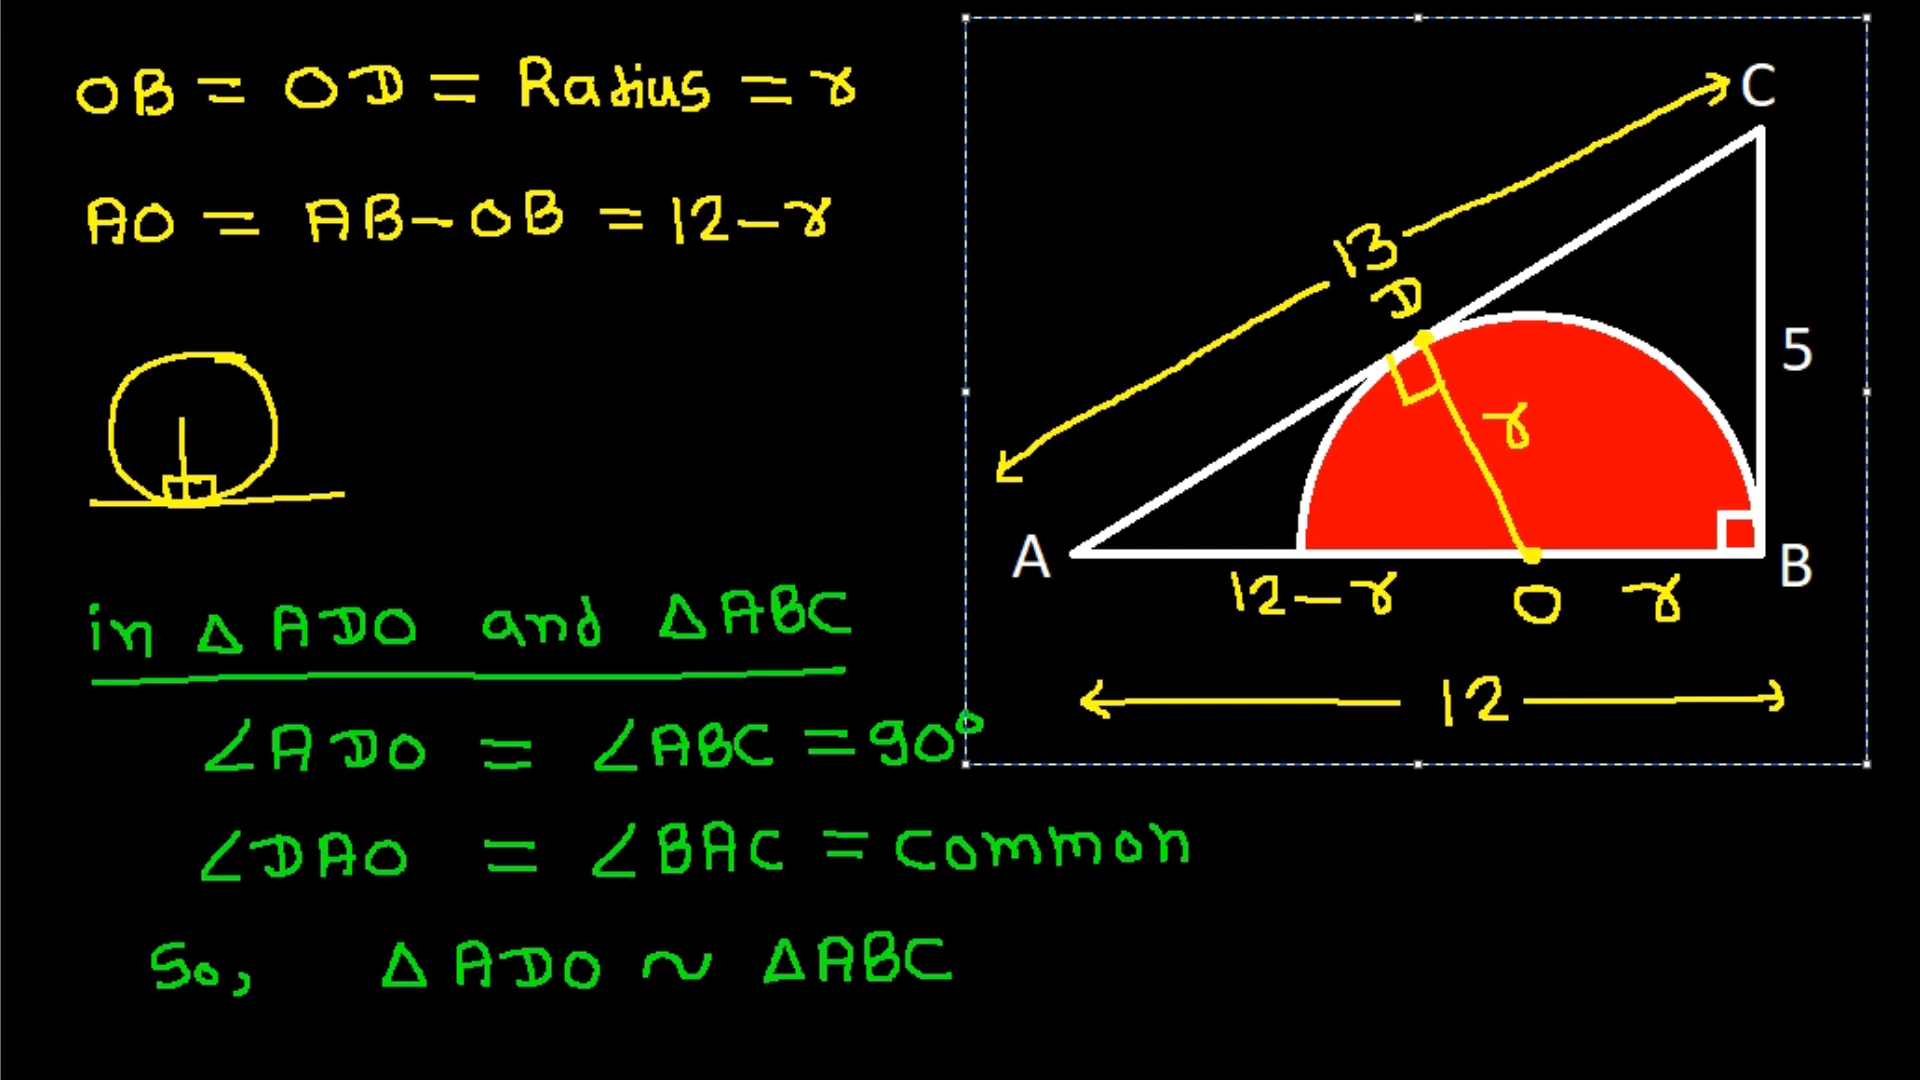 OB = OD = Radius = r
AO = AB - OB = 12 - r
in △ ADO and △ ABC
∠ADO = ∠ABC = 90°
∠DAO = ∠BAC = common
So, △ ADO ~ △ ABC
C
13
D
5
r
A
B
12 - r
O
r
12